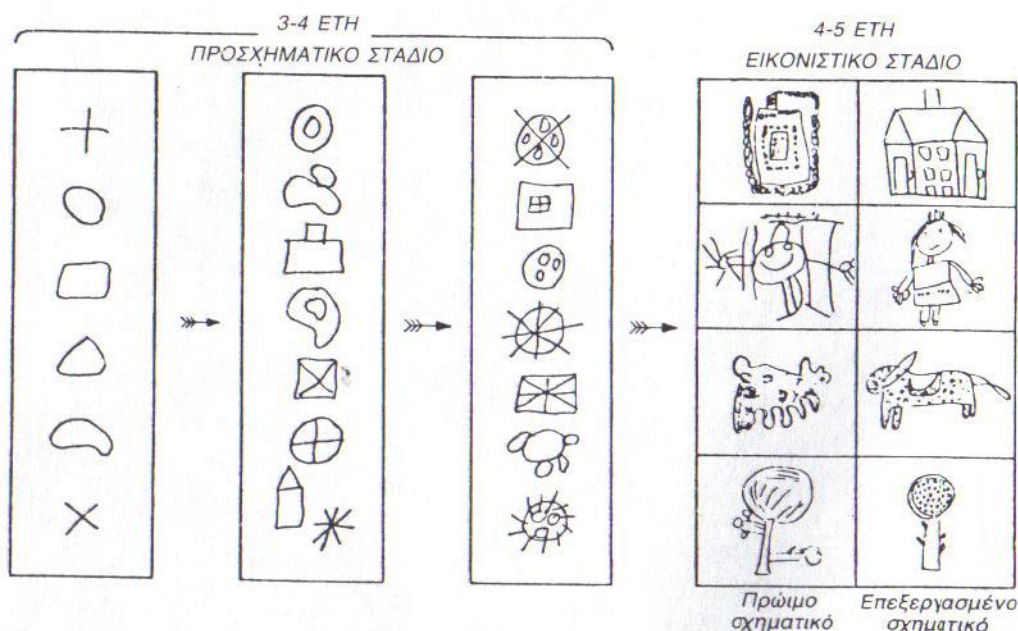 3-4 ΕΤΗ
ΠΡΟΣΧΗΜΑΤΙΚΟ ΣΤΑΔΙΟ
4-5 ΕΤΗ
ΕΙΚΟΝΙΣΤΙΚΟ ΣΤΑΔΙΟ
Πρώιμο
σχηματικό
Επεξεργασμένο
σχηματικό